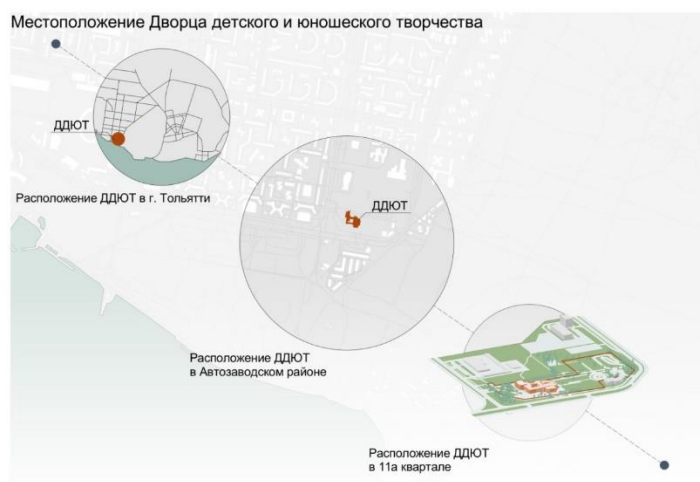 Местоположение Дворца детского и юношеского творчества
ДДЮТ
Расположение ДДЮТ в г. Тольятти
ДДЮТ
Расположение ДДЮТ
в Автозаводском районе
Расположение ДДЮТ
в 11а квартале